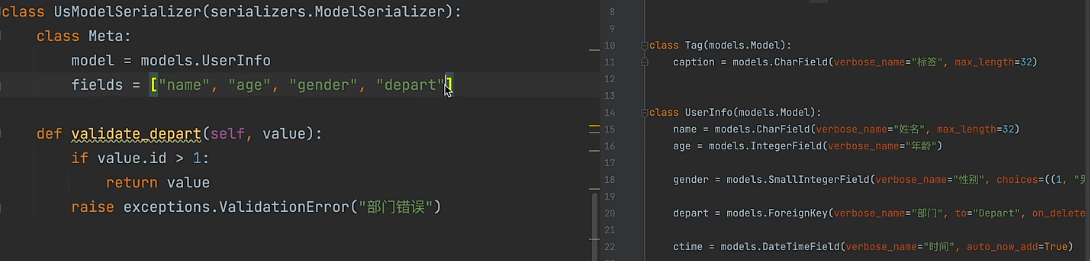 class UsModelSerializer(serializers.ModelSerializer):
    class Meta:
        model = models.UserInfo
        fields = ["name", "age", "gender", "depart"]
    def validate_depart(self, value):
        if value.id > 1:
            return value
        raise exceptions.ValidationError("部门错误")
8
9
10 class Tag(models.Model):
11     caption = models.CharField(verbose_name="标签", max_length=32)
12
13
14 class UserInfo(models.Model):
15     name = models.CharField(verbose_name="姓名", max_length=32)
16     age = models.IntegerField(verbose_name="年龄")
17
18     gender = models.SmallIntegerField(verbose_name="性别", choices=((1, "男
19
20     depart = models.ForeignKey(verbose_name="部门", to="Depart", on_delete
21
22     ctime = models.DateTimeField(verbose_name="时间", auto_now_add=True)